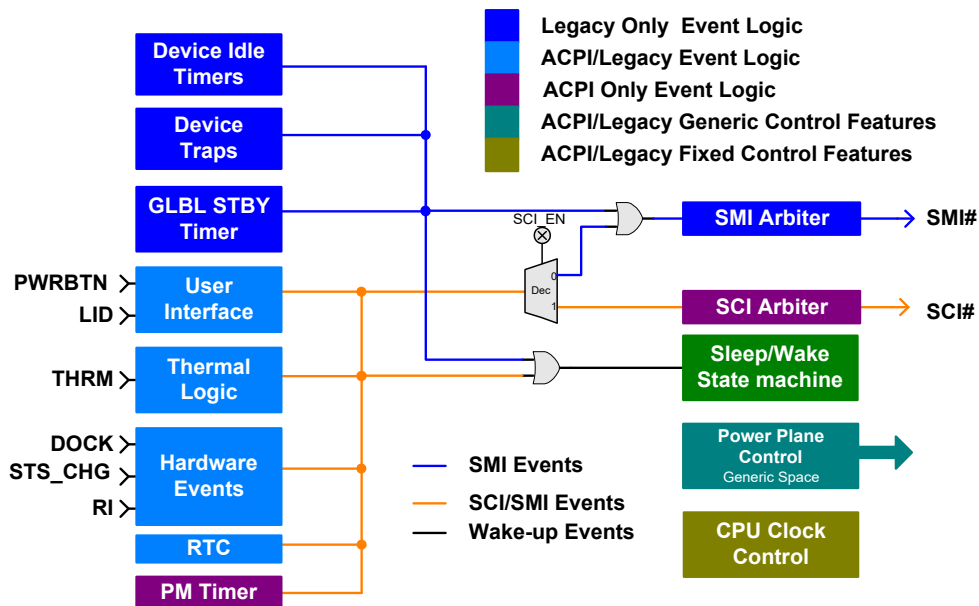 Device Idle
Timers
Device
Traps
GLBL STBY
Timer
PWRBTN
LID
User
Interface
THRM
Thermal
Logic
DOCK
STS_CHG
RI
Hardware
Events
RTC
PM Timer
Legacy Only Event Logic
ACPI/Legacy Event Logic
ACPI Only Event Logic
ACPI/Legacy Generic Control Features
ACPI/Legacy Fixed Control Features
SCI_EN
Dec
0
1
SMI Arbiter
SMI#
SCI Arbiter
SCI#
Sleep/Wake
State machine
Power Plane
Control
Generic Space
CPU Clock
Control
SMI Events
SCI/SMI Events
Wake-up Events